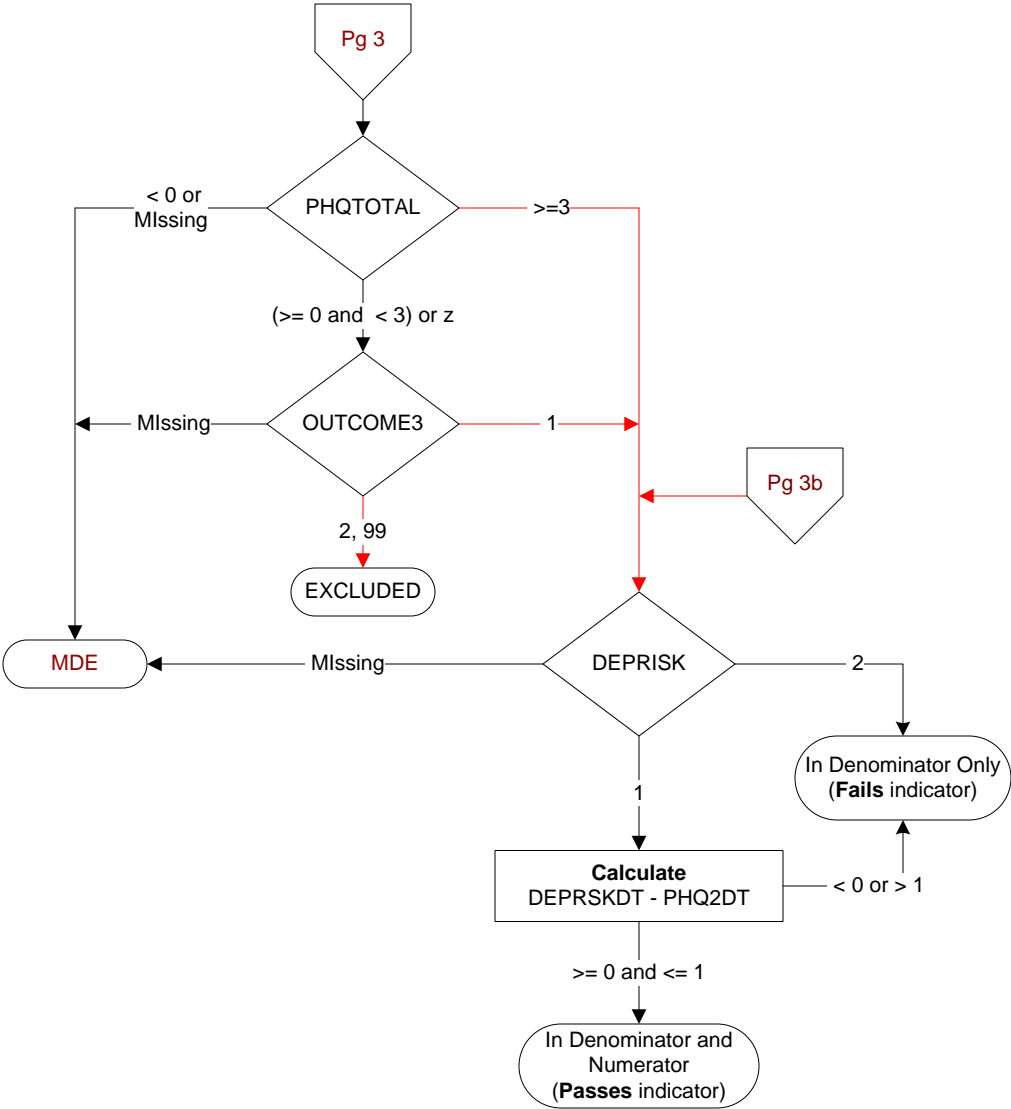 Pg 3
PHQTOTAL
< 0 or
MIssing
>=3
(>= 0 and  < 3) or z
OUTCOME3
MIssing
1
Pg 3b
2, 99
EXCLUDED
MDE
MIssing
DEPRISK
2
In Denominator Only
(Fails indicator)
1
Calculate
DEPRSKDT - PHQ2DT
< 0 or > 1
>= 0 and <= 1
In Denominator and
Numerator
(Passes indicator)